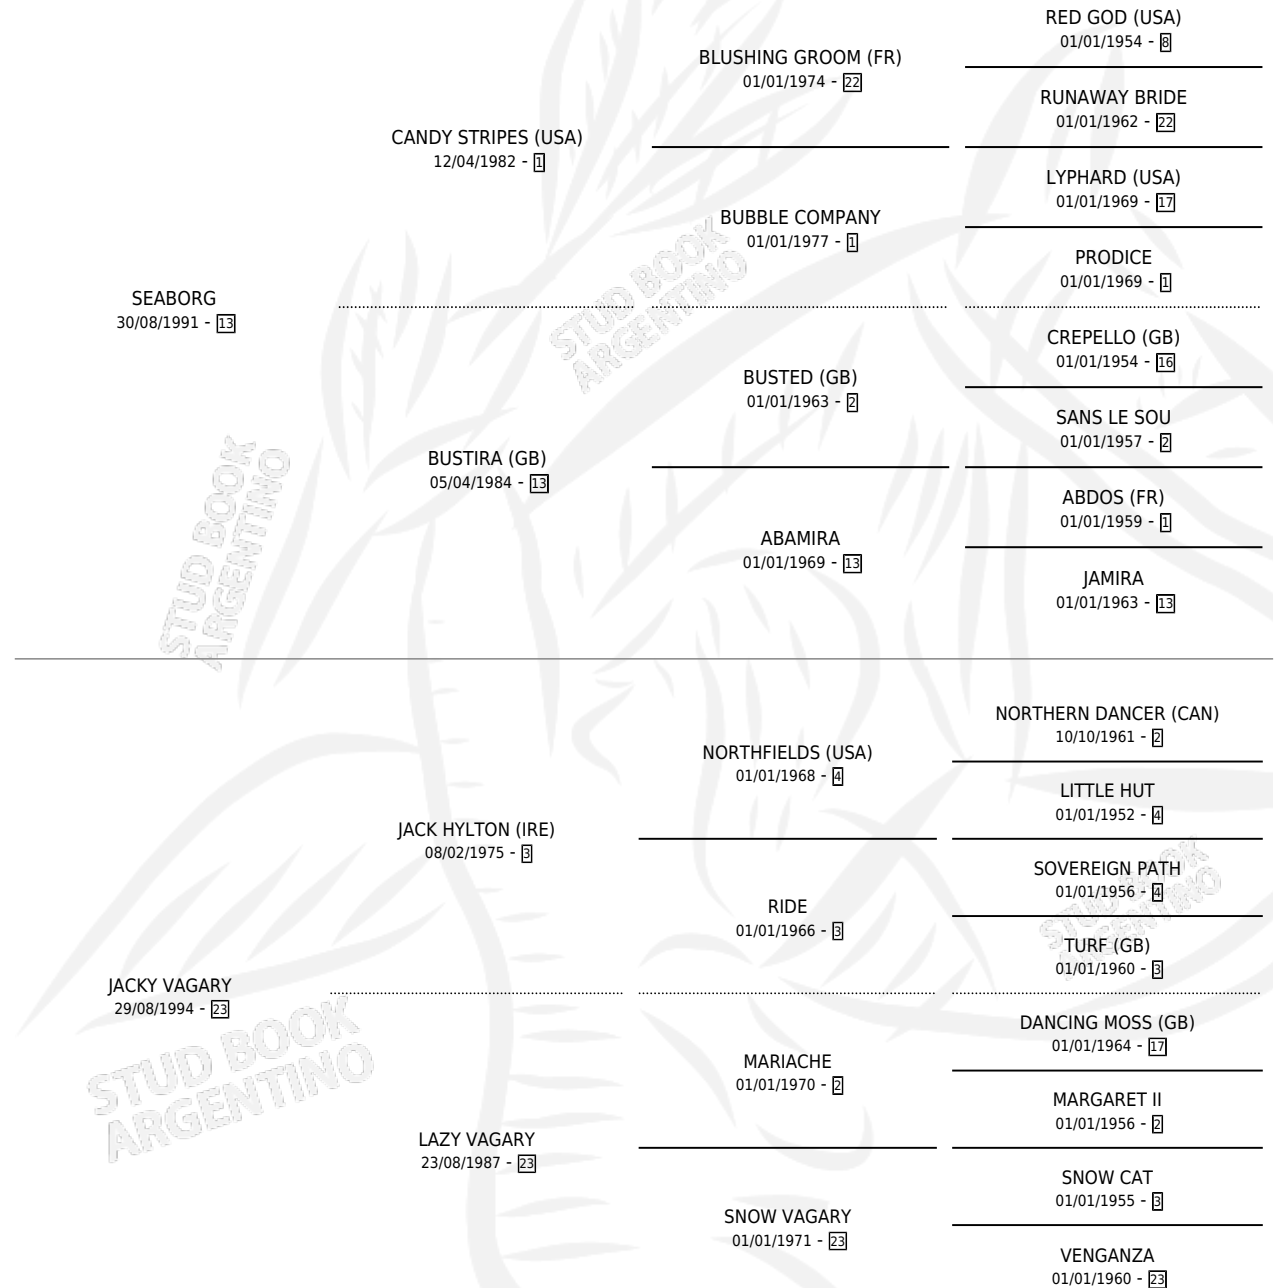 RED GOD (USA)
01/01/1954 - 8
BLUSHING GROOM (FR)
01/01/1974 - 22
RUNAWAY BRIDE
01/01/1962 - 22
CANDY STRIPES (USA)
12/04/1982 - 1
LYPHARD (USA)
01/01/1969 - 17
BUBBLE COMPANY
01/01/1977 - 1
PRODICE
01/01/1969 - 1
SEABORG
30/08/1991 - 13
STUD BOOK
ARGENTINO
CREPELLO (GB)
01/01/1954 - 16
BUSTED (GB)
01/01/1963 - 2
SANS LE SOU
01/01/1957 - 2
BUSTIRA (GB)
05/04/1984 - 13
ABDOS (FR)
01/01/1959 - 1
ABAMIRA
01/01/1969 - 13
JAMIRA
01/01/1963 - 13
STUD BOOK
ARGENTINO
NORTHERN DANCER (CAN)
10/10/1961 - 2
NORTHFIELDS (USA)
01/01/1968 - 4
LITTLE HUT
01/01/1952 - 4
JACK HYLTON (IRE)
08/02/1975 - 3
SOVEREIGN PATH
01/01/1956 - 4
RIDE
01/01/1966 - 3
STUD BOOK
ARGENTINO
TURF (GB)
01/01/1960 - 3
JACKY VAGARY
29/08/1994 - 23
DANCING MOSS (GB)
01/01/1964 - 17
MARIACHE
01/01/1970 - 2
STUD BOOK
ARGENTINO
MARGARET II
01/01/1956 - 2
LAZY VAGARY
23/08/1987 - 23
SNOW CAT
01/01/1955 - 3
SNOW VAGARY
01/01/1971 - 23
VENGANZA
01/01/1960 - 23